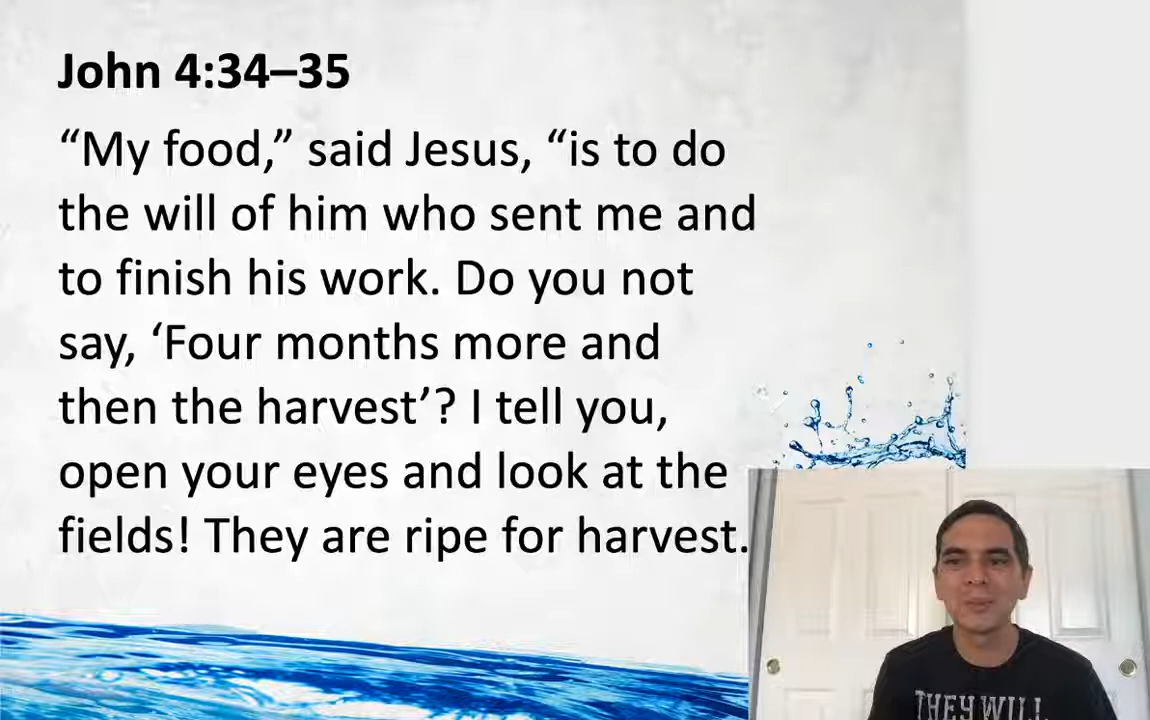 John 4:34–35
“My food,” said Jesus, “is to do
the will of him who sent me and
to finish his work. Do you not
say, ‘Four months more and
then the harvest’? I tell you,
open your eyes and look at the
fields! They are ripe for harvest.
THEY WILL